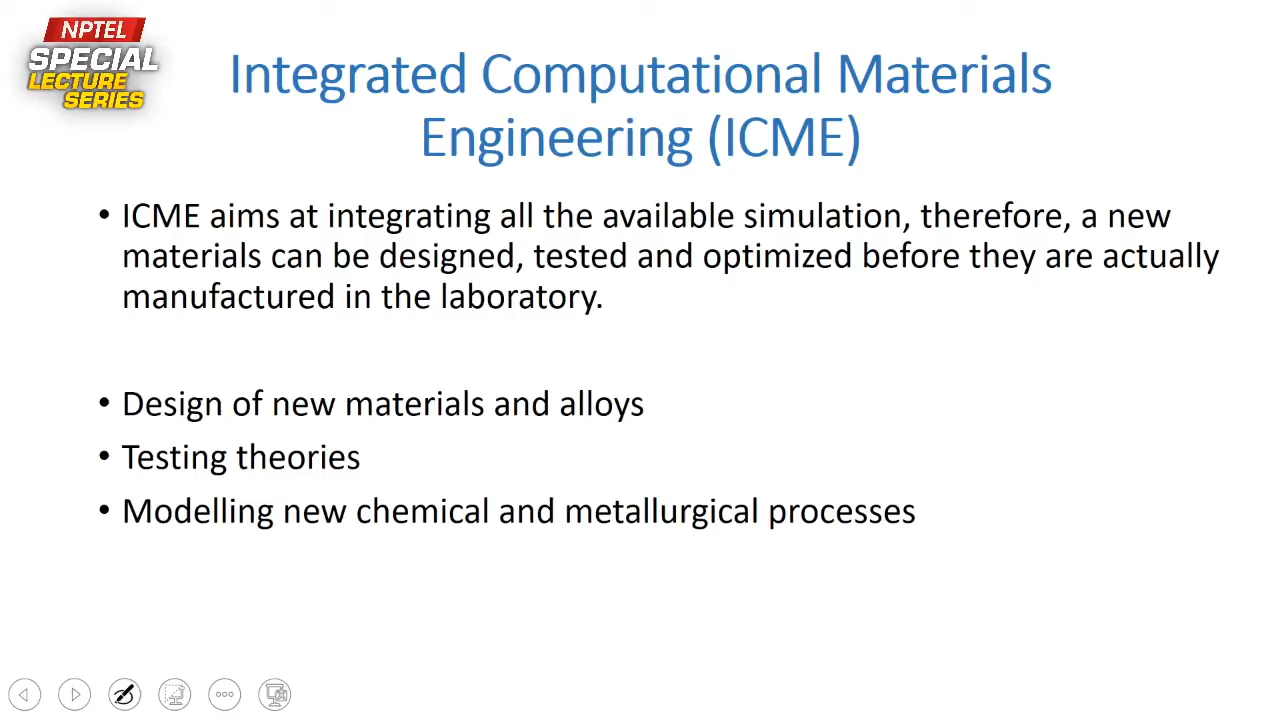 NPTEL
SPECIAL
LECTURE
SERIES
Integrated Computational Materials
Engineering (ICME)
• ICME aims at integrating all the available simulation, therefore, a new
materials can be designed, tested and optimized before they are actually
manufactured in the laboratory.
• Design of new materials and alloys
• Testing theories
• Modelling new chemical and metallurgical processes